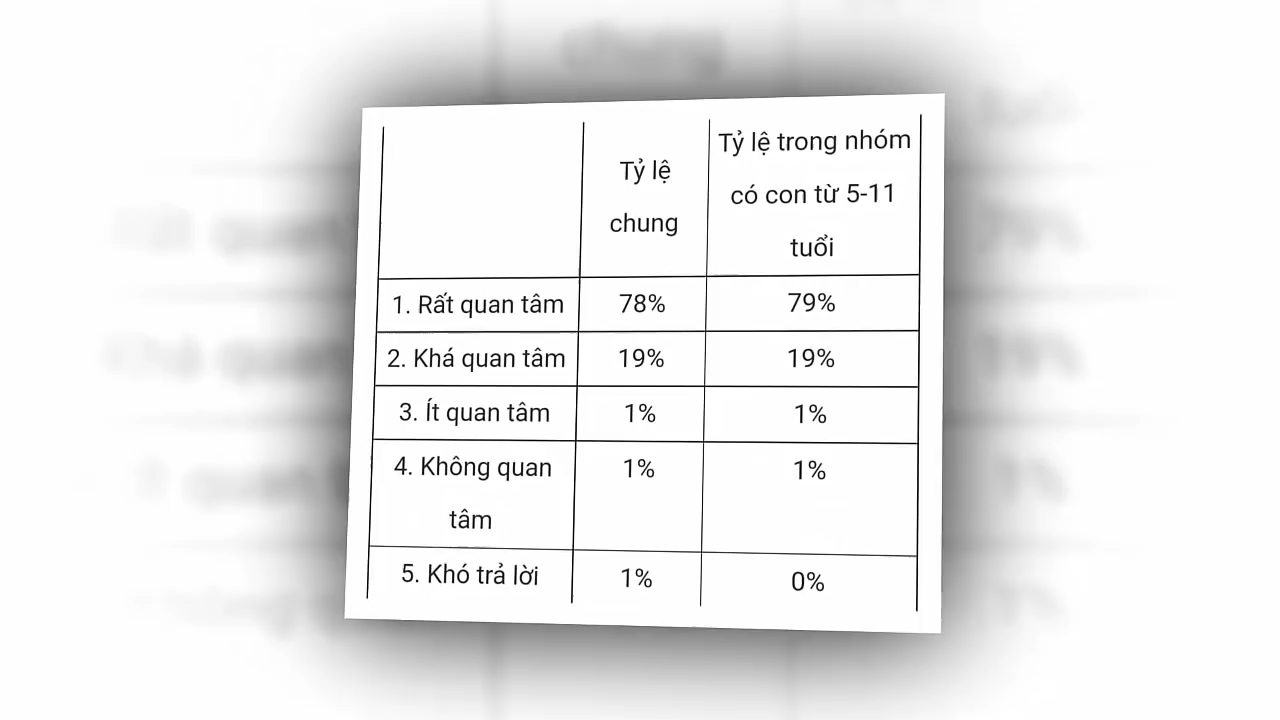 Tỷ lệ
chung
Tỷ lệ trong nhóm
có con từ 5-11
tuổi
1. Rất quan tâm 78% 79%
2. Khá quan tâm 19% 19%
3. Ít quan tâm 1% 1%
4. Không quan 1% 1%
tâm
5. Khó trả lời 1% 0%